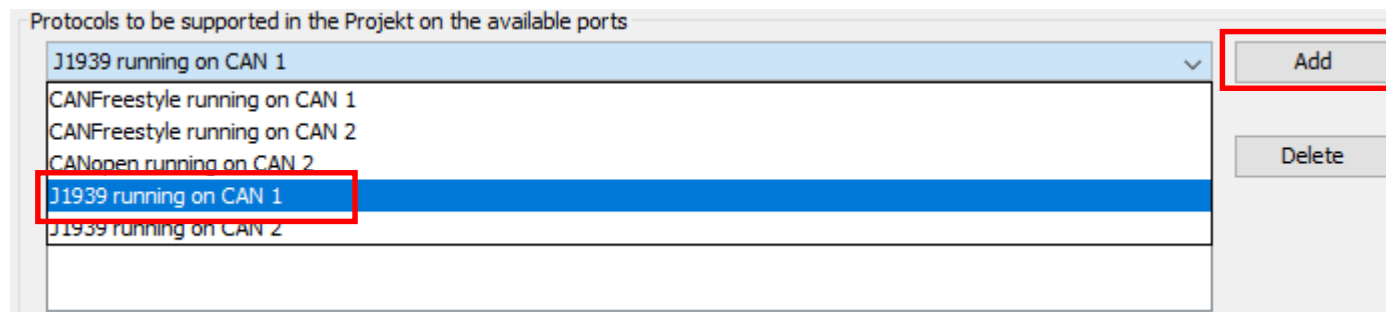 Protocols to be supported in the Projekt on the available ports
J1939 running on CAN 1
Add
CANFreestyle running on CAN 1
CANFreestyle running on CAN 2
CANopen running on CAN 2
Delete
J1939 running on CAN 1
J1939 running on CAN 2